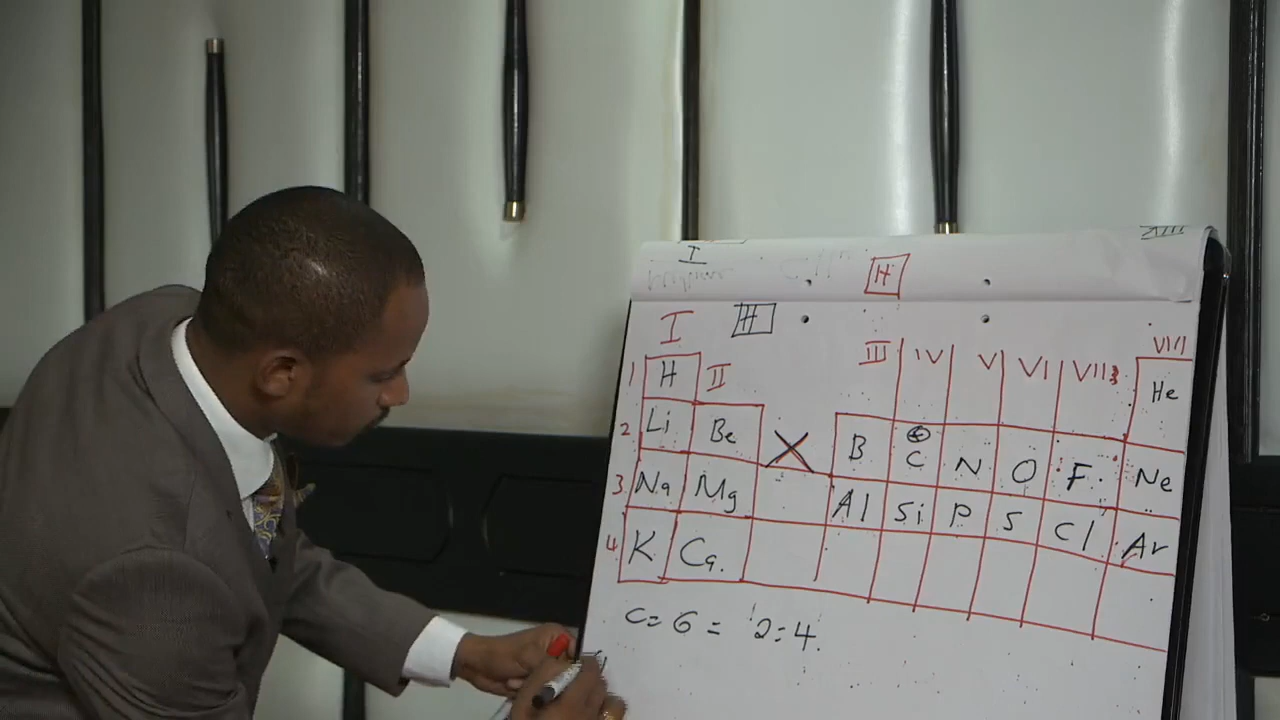 I VIII
H
H
I III IV V VI VII VIII
1 H II He
2 Li Be X B C N O F Ne
3 Na Mg Al Si P S Cl Ar
4 K Ca.
C= 6 = 2:4.